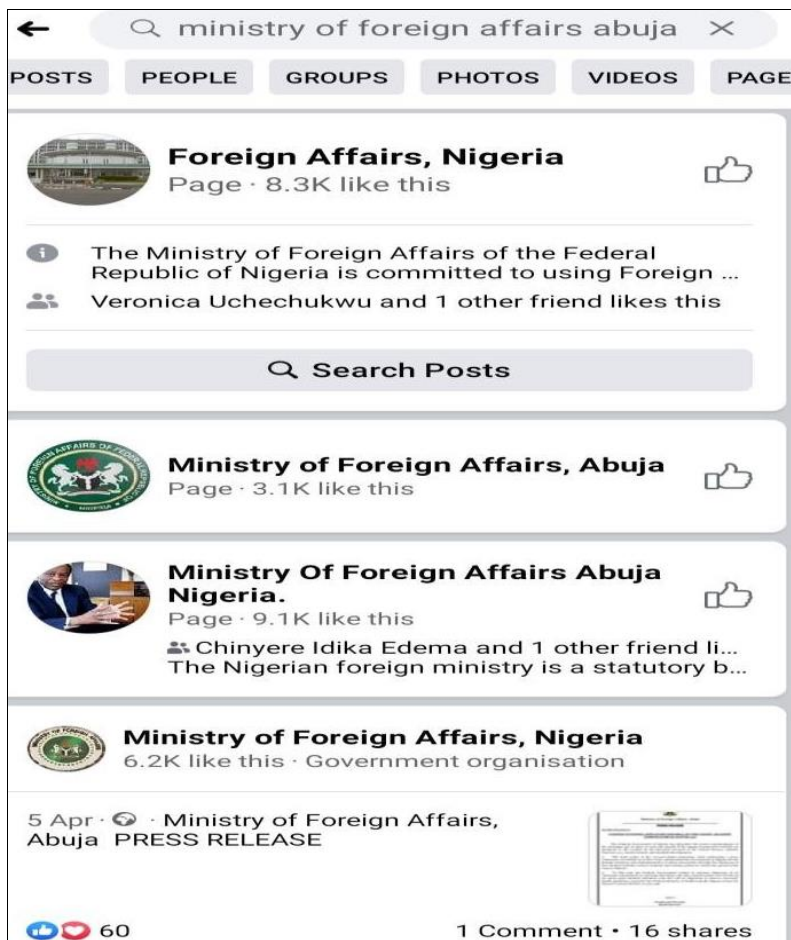 ministry of foreign affairs abuja
POSTS PEOPLE GROUPS PHOTOS VIDEOS PAGE
Foreign Affairs, Nigeria
Page · 8.3K like this
The Ministry of Foreign Affairs of the Federal
Republic of Nigeria is committed to using Foreign ...
Veronica Uchechukwu and 1 other friend likes this
Search Posts
Ministry of Foreign Affairs, Abuja
Page · 3.1K like this
Ministry Of Foreign Affairs Abuja
Nigeria.
Page · 9.1K like this
Chinyere Idika Edema and 1 other friend li...
The Nigerian foreign ministry is a statutory b...
Ministry of Foreign Affairs, Nigeria
6.2K like this · Government organisation
5 Apr · · Ministry of Foreign Affairs,
Abuja PRESS RELEASE
60 1 Comment • 16 shares